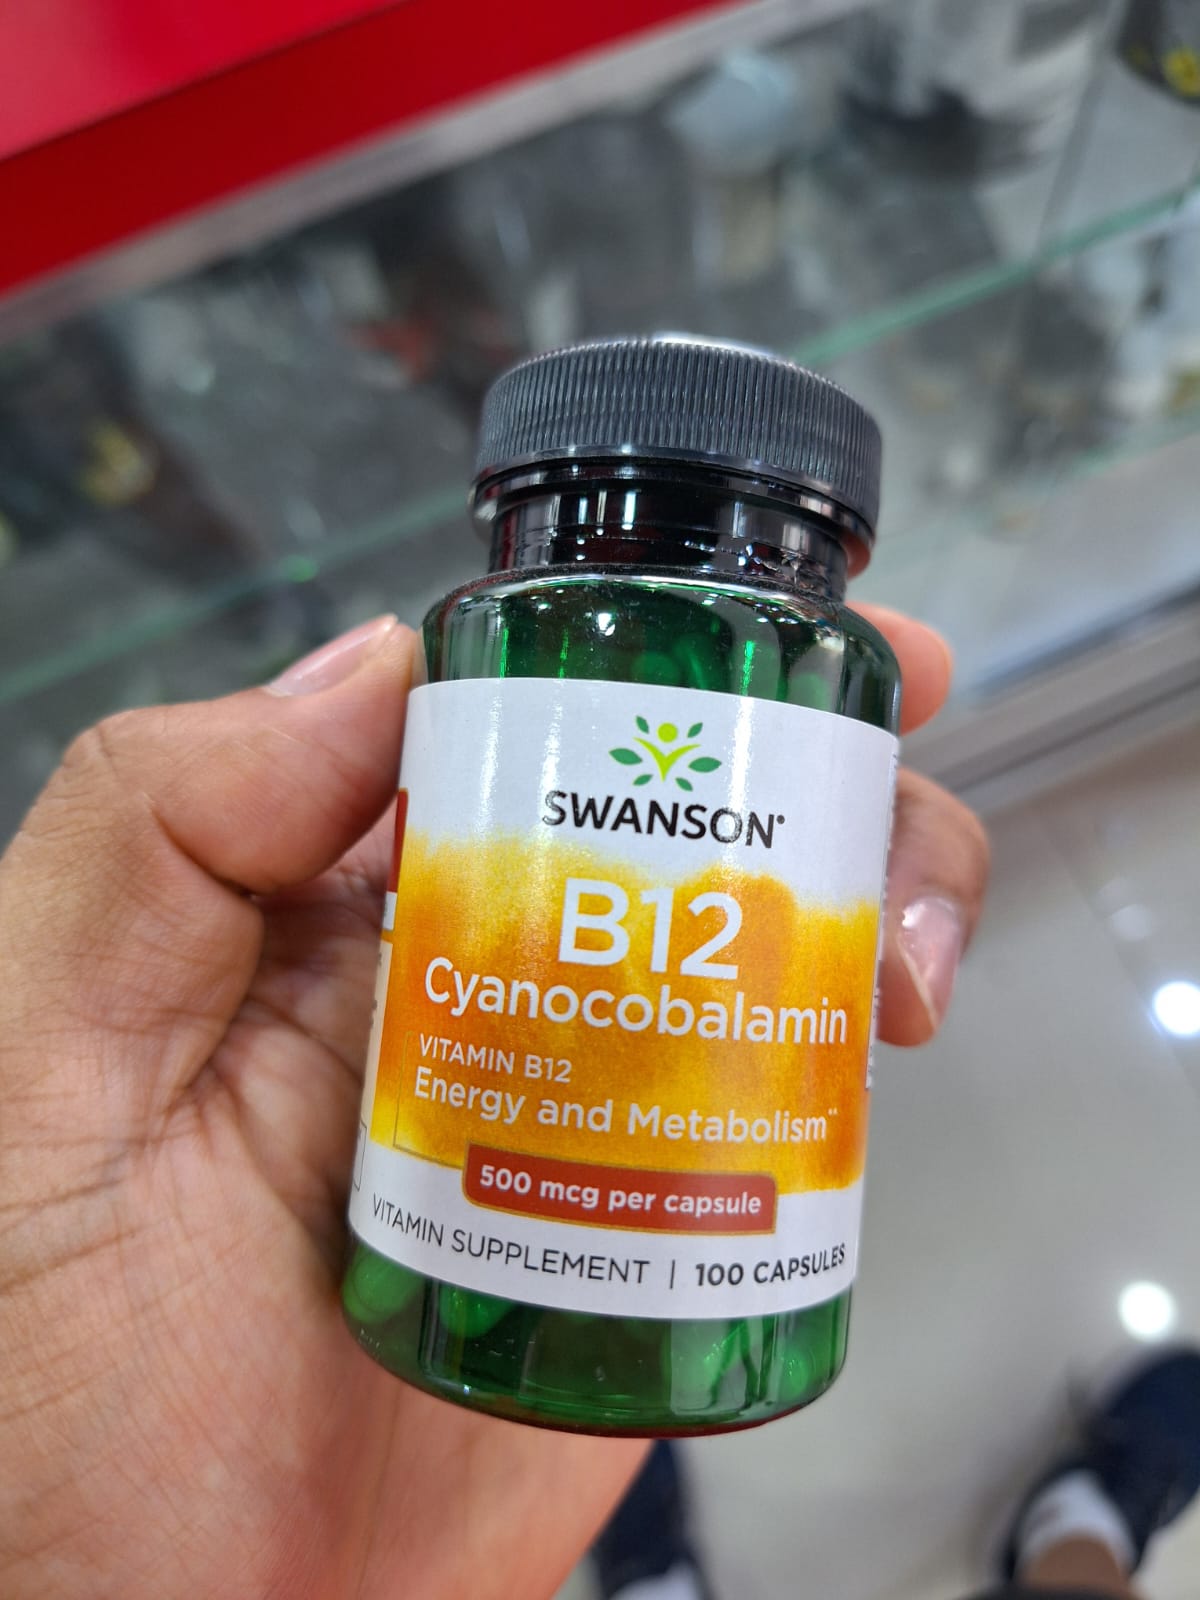 SWANSON
B12
Cyanocobalamin
VITAMIN B12
Energy and Metabolism**
500 mcg per capsule
VITAMIN SUPPLEMENT | 100 CAPSULES